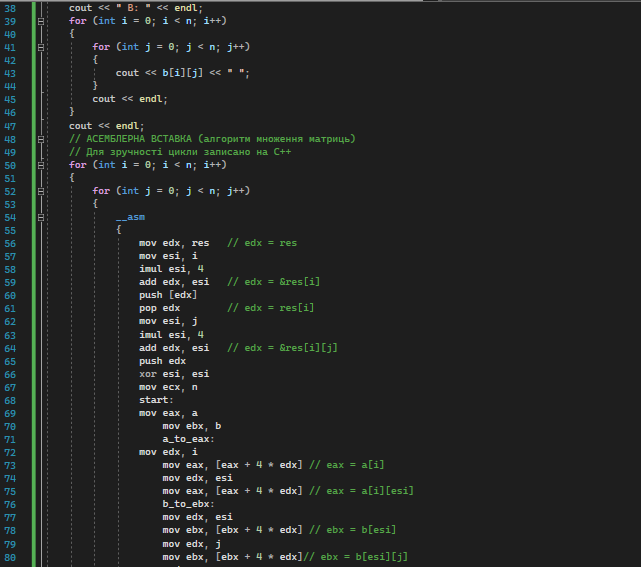 38 cout << " B: " << endl;
39 for (int i = 0; i < n; i++)
40 {
41 for (int j = 0; j < n; j++)
42 {
43 cout << b[i][j] << " ";
44 }
45 cout << endl;
46 }
47 cout << endl;
48 // АСЕМБЛЕРНА ВСТАВКА (алгоритм множення матриць)
49 // Для зручності цикли записано на C++
50 for (int i = 0; i < n; i++)
51 {
52 for (int j = 0; j < n; j++)
53 {
54 __asm
55 {
56 mov edx, res // edx = res
57 mov esi, i
58 imul esi, 4
59 add edx, esi // edx = &res[i]
60 push [edx]
61 pop edx // edx = res[i]
62 mov esi, j
63 imul esi, 4
64 add edx, esi // edx = &res[i][j]
65 push edx
66 xor esi, esi
67 mov ecx, n
68 start:
69 mov eax, a
70 mov ebx, b
71 a_to_eax:
72 mov edx, i
73 mov eax, [eax + 4 * edx] // eax = a[i]
74 mov edx, esi
75 mov eax, [eax + 4 * edx] // eax = a[i][esi]
76 b_to_ebx:
77 mov edx, esi
78 mov ebx, [ebx + 4 * edx] // ebx = b[esi]
79 mov edx, j
80 mov ebx, [ebx + 4 * edx]// ebx = b[esi][j]